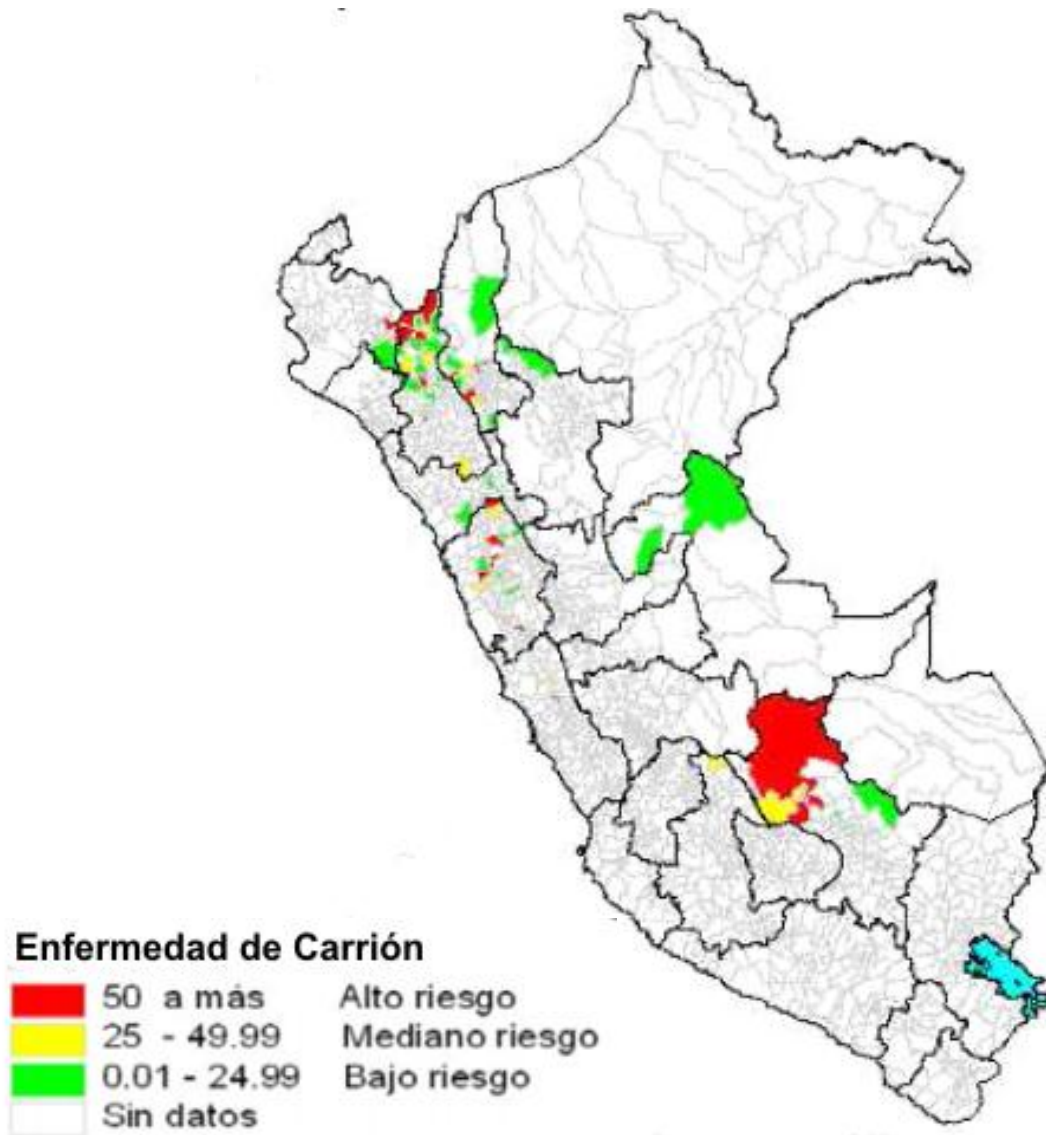 Enfermedad de Carrión
50 a más Alto riesgo
25 - 49.99 Mediano riesgo
0.01 - 24.99 Bajo riesgo
Sin datos